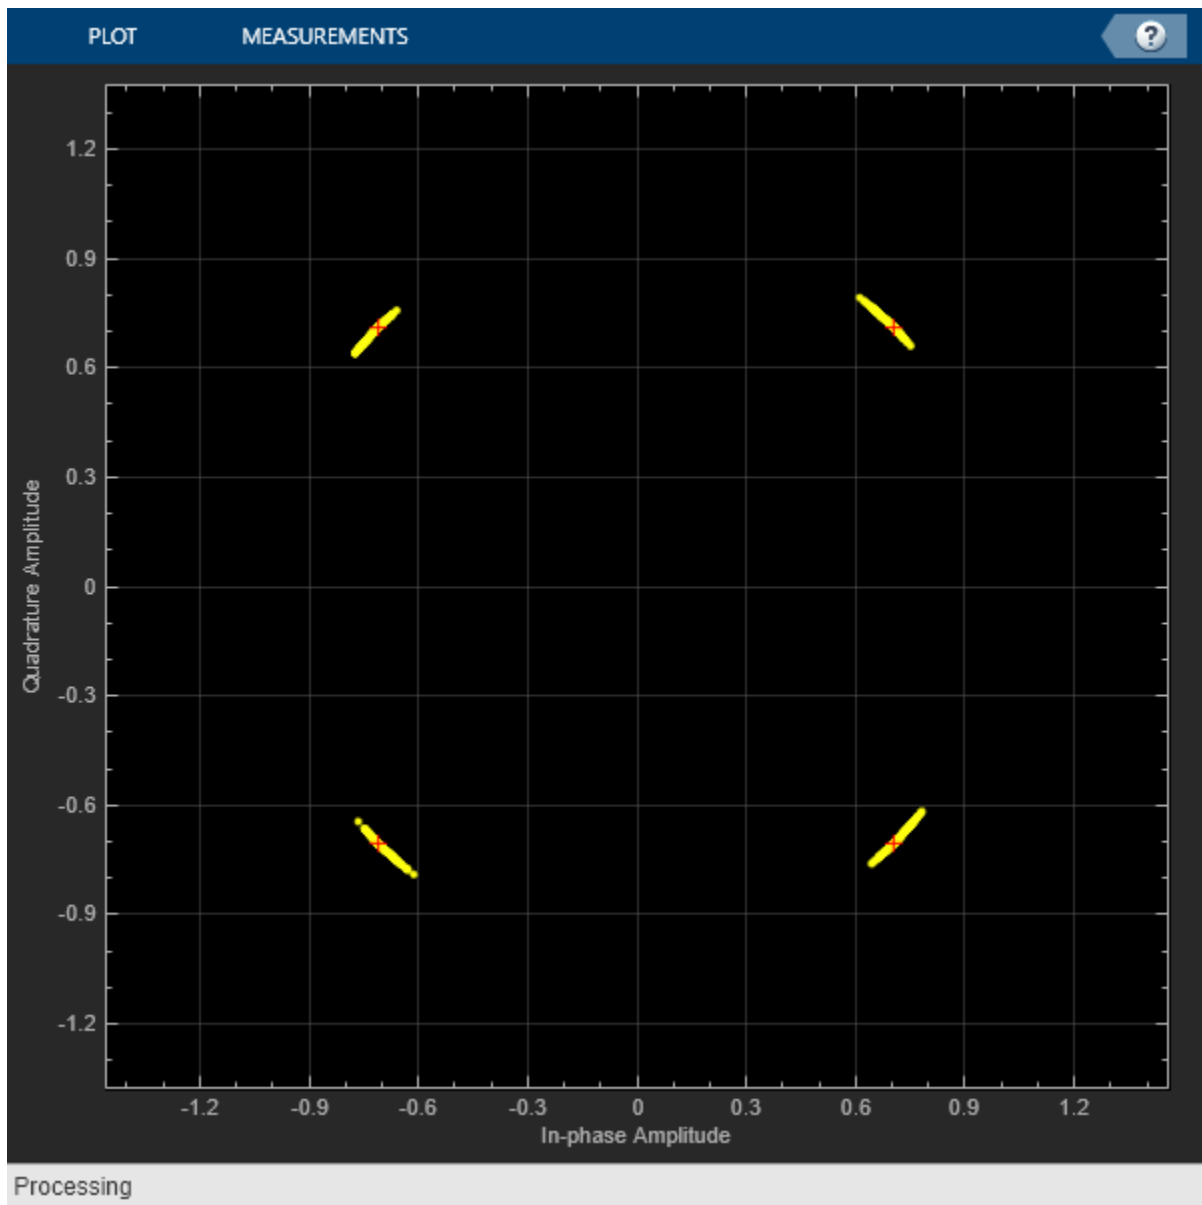 PLOT MEASUREMENTS ?
1.2
0.9
0.6
0.3
0
-0.3
-0.6
-0.9
-1.2
Quadrature Amplitude
-1.2 -0.9 -0.6 -0.3 0 0.3 0.6 0.9 1.2
In-phase Amplitude
Processing